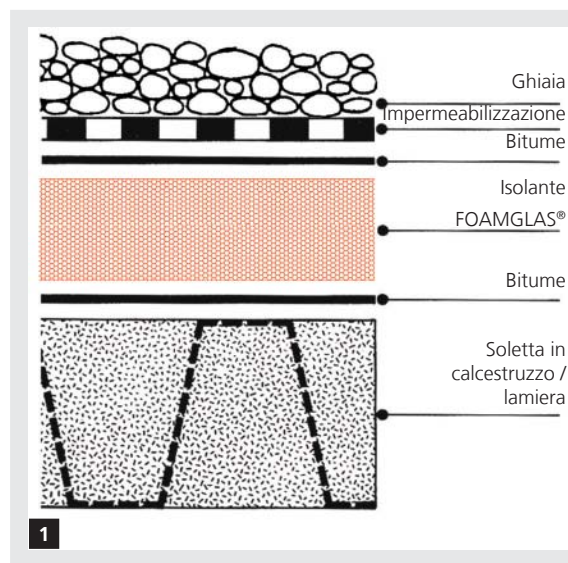 Ghiaia
Impermeabilizzazione
Bitume
Isolante
FOAMGLAS®
Bitume
Soletta in
calcestruzzo /
lamiera
1